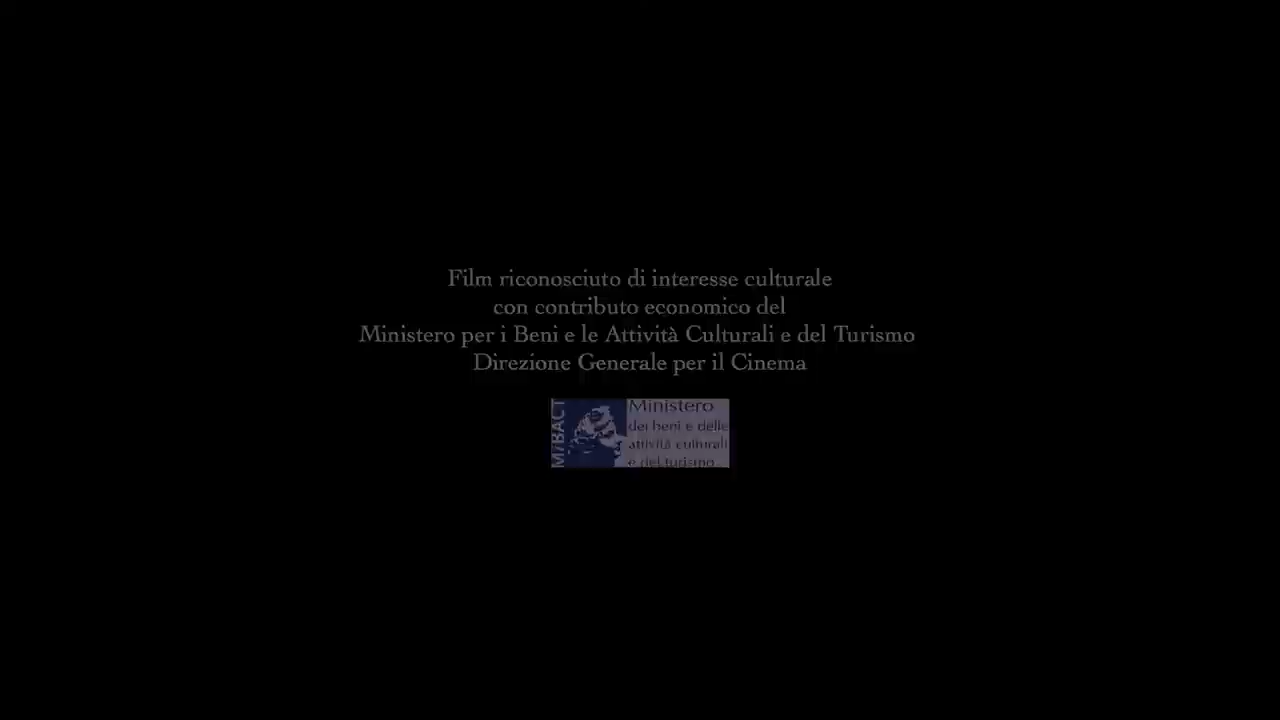 Film riconosciuto di interesse culturale
con contributo economico del
Ministero per i Beni e le Attività Culturali e del Turismo
Direzione Generale per il Cinema
MiBACT
Ministero
dei beni e delle
attività culturali
e del turismo